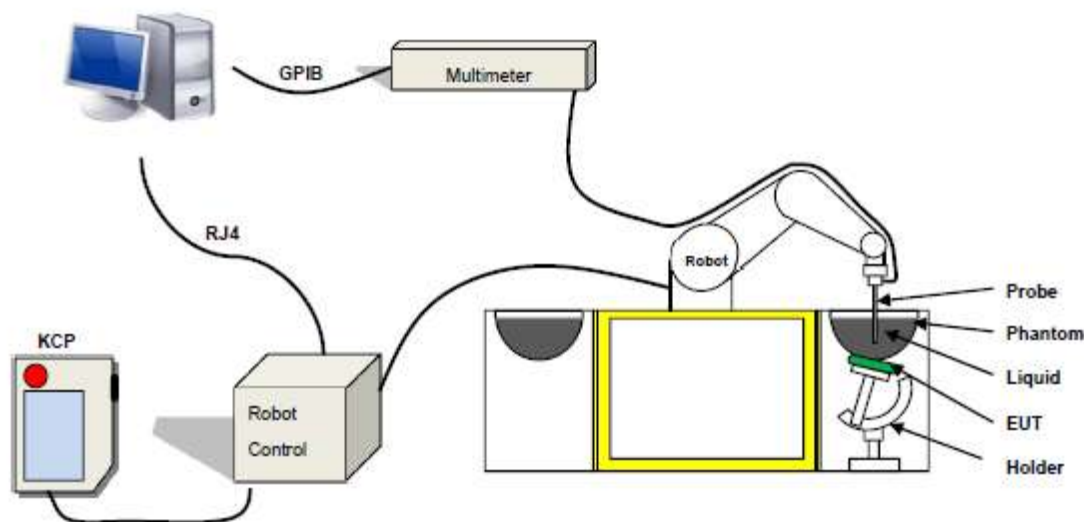 GPIB
Multimeter
RJ4
Robot
Probe
Phantom
KCP
Liquid
Robot
Control
EUT
Holder